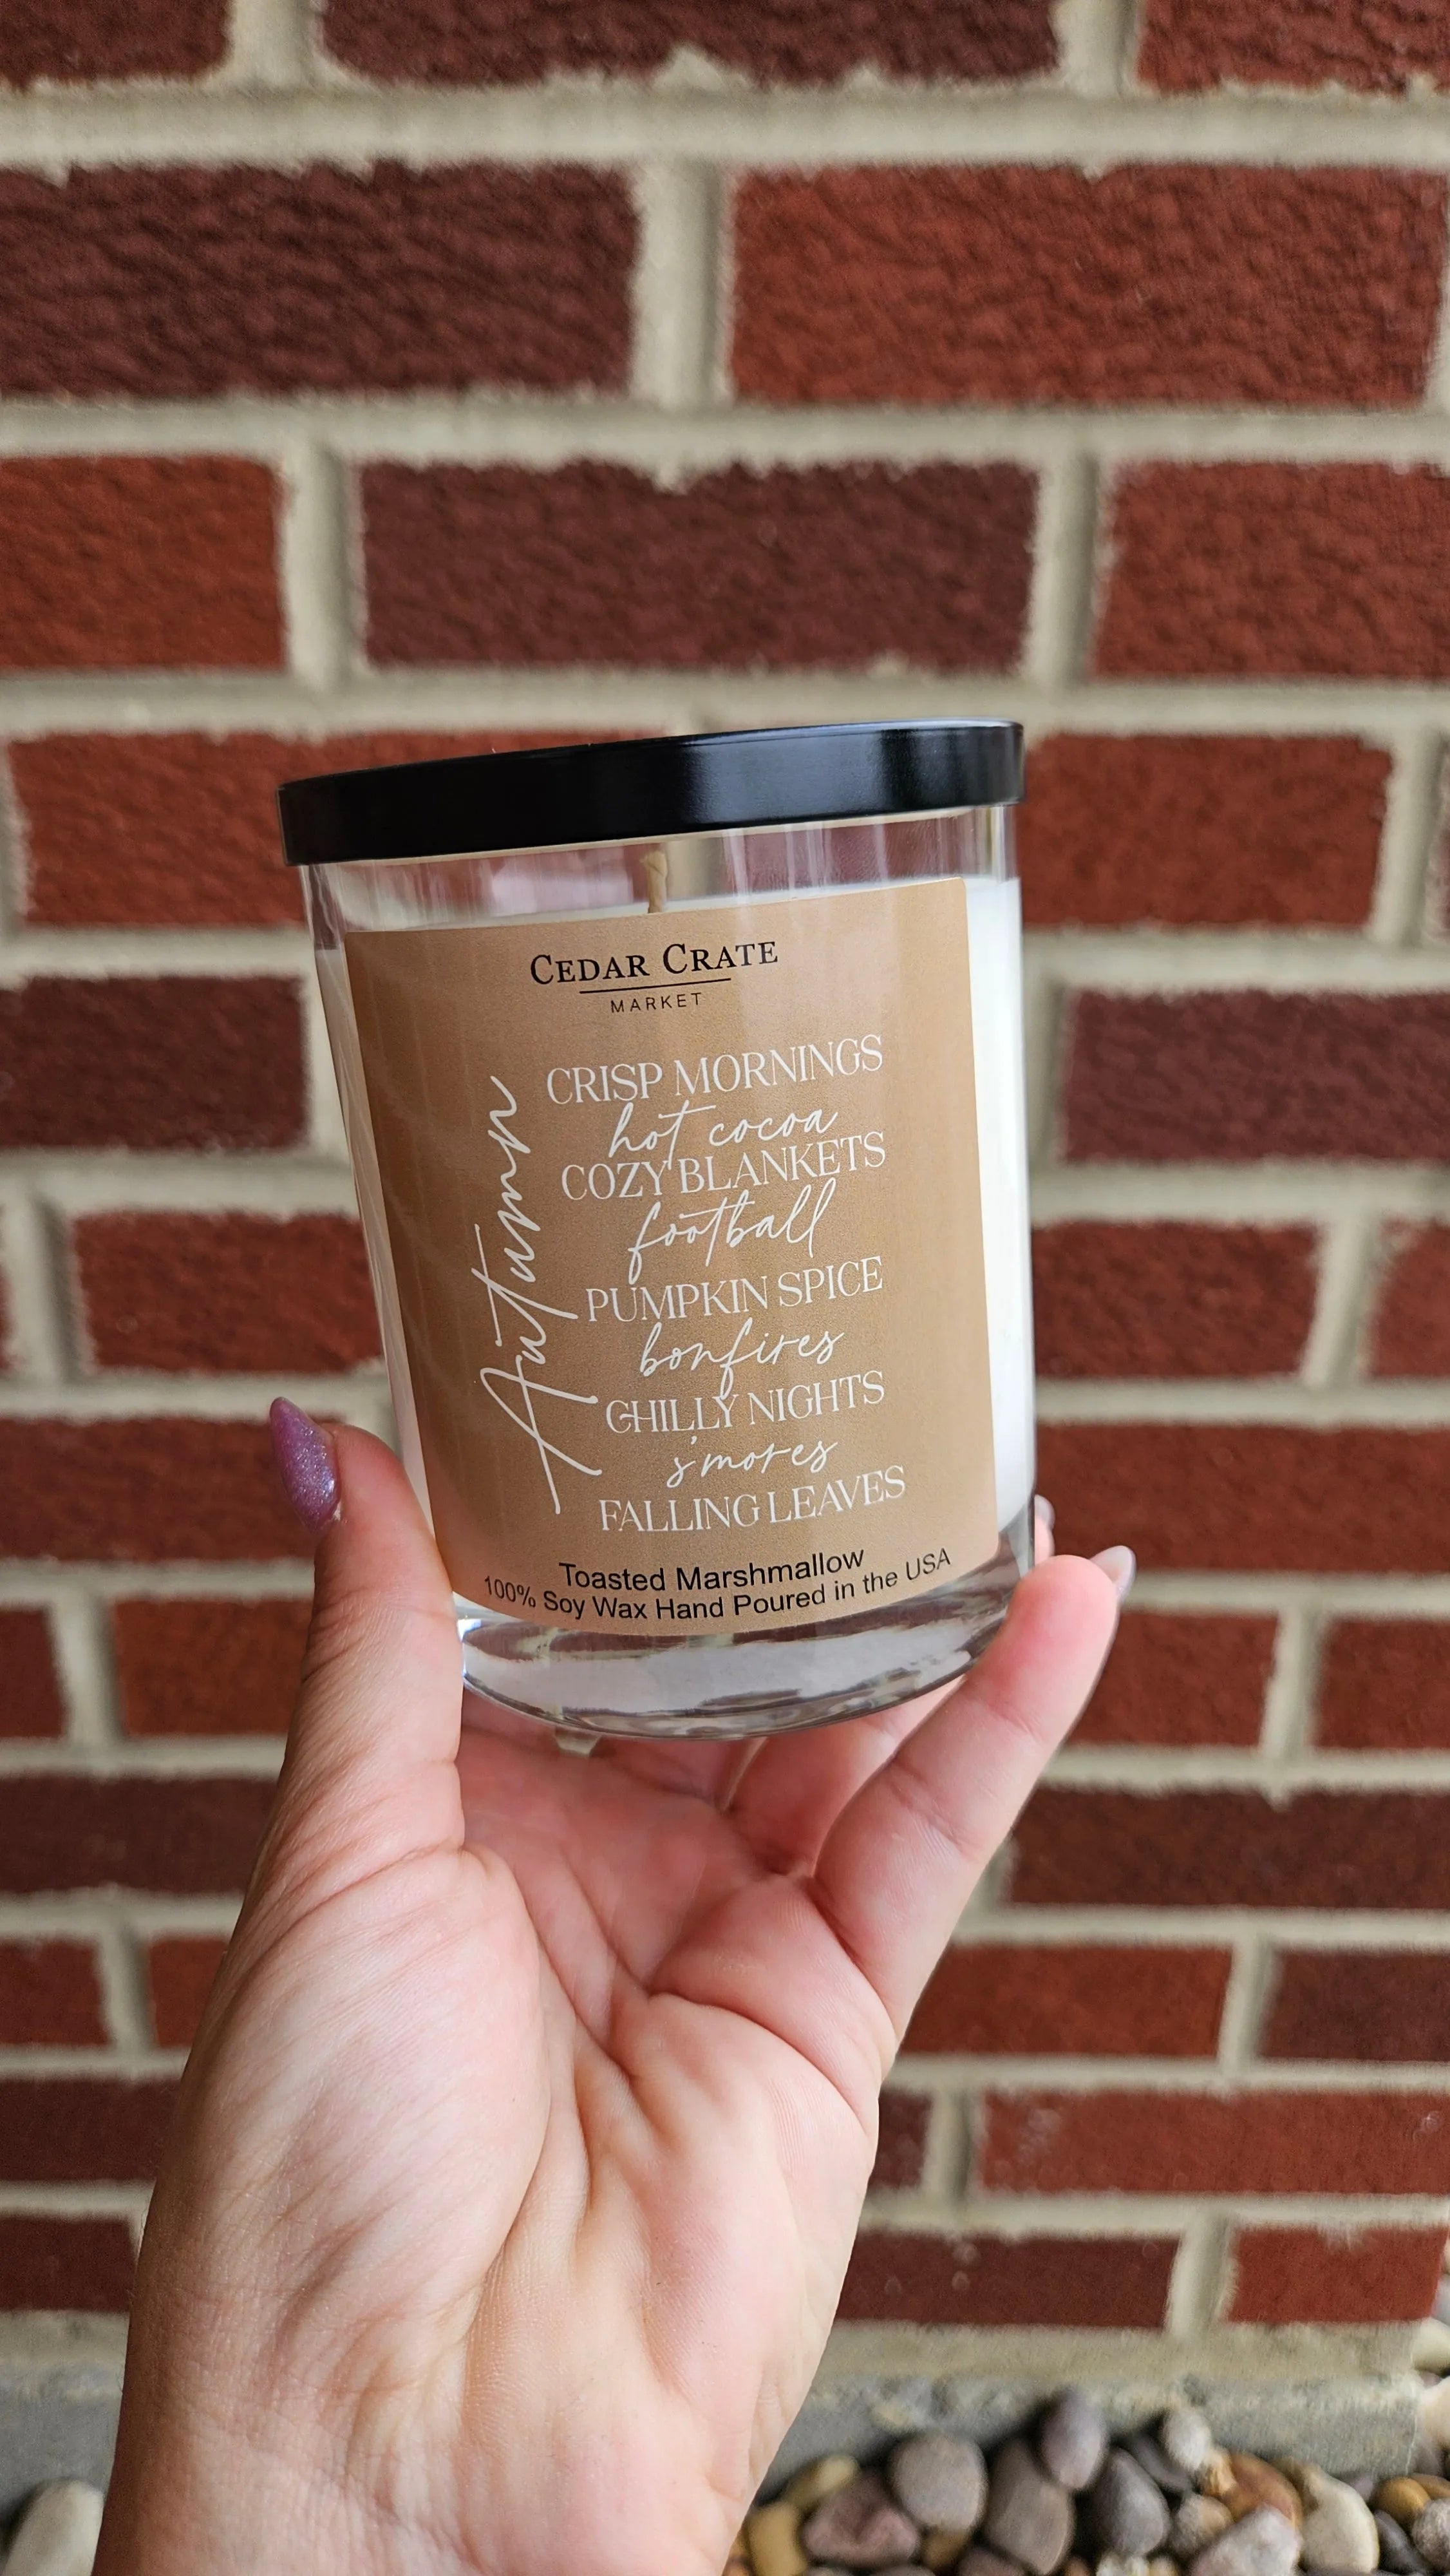 CEDAR CRATE
MARKET
Autumn
CRISP MORNINGS
hot cocoa
COZY BLANKETS
football
PUMPKIN SPICE
bonfires
CHILLY NIGHTS
s'mores
FALLING LEAVES
Toasted Marshmallow
100% Soy Wax Hand Poured in the USA